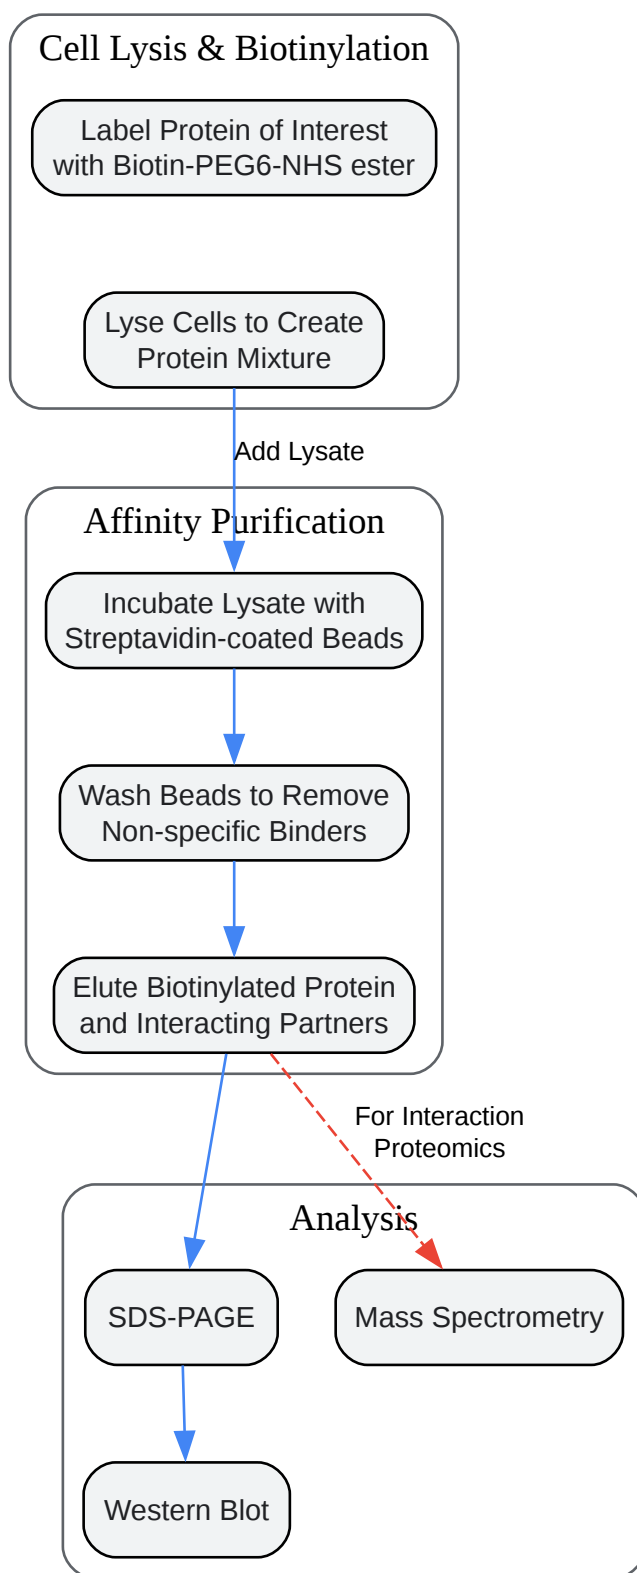 Cell Lysis & Biotinylation
Label Protein of Interest
with Biotin-PEG6-NHS ester
Lyse Cells to Create
Protein Mixture
Add Lysate
Affinity Purification
Incubate Lysate with
Streptavidin-coated Beads
Wash Beads to Remove
Non-specific Binders
Elute Biotinylated Protein
and Interacting Partners
For Interaction
Proteomics
Analysis
SDS-PAGE
Mass Spectrometry
Western Blot